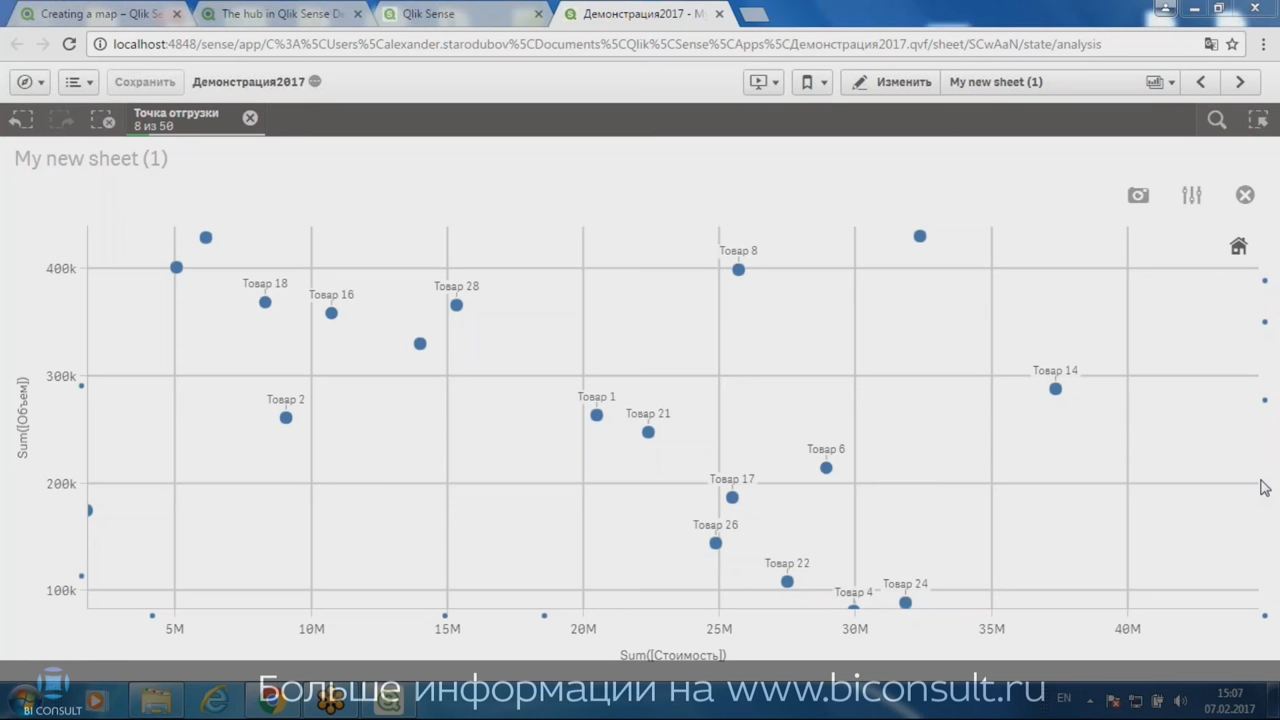 Creating a map – Qlik Se
The hub in Qlik Sense De
Qlik Sense
Демонстрация2017 - My
localhost:4848/sense/app/C%3A%5CUsers%5Calexander.starodubov%5CDocuments%5CQlik%5CSense%5CApps%5CДемонстрация2017.qvf/sheet/SCwAaN/state/analysis
Сохранить
Демонстрация2017
Изменить
My new sheet (1)
Точка отгрузки
8 из 50
My new sheet (1)
Товар 8
Товар 18
Товар 28
Товар 16
Товар 14
Товар 2
Товар 1
Товар 21
Товар 6
Товар 17
Товар 26
Товар 22
Товар 24
Товар 4
400k
300k
200k
100k
Sum([Объем])
5M
10M
15M
20M
25M
30M
35M
40M
Sum([Стоимость])
Больше информации на www.biconsult.ru
BI CONSULT
EN
15:07
07.02.2017